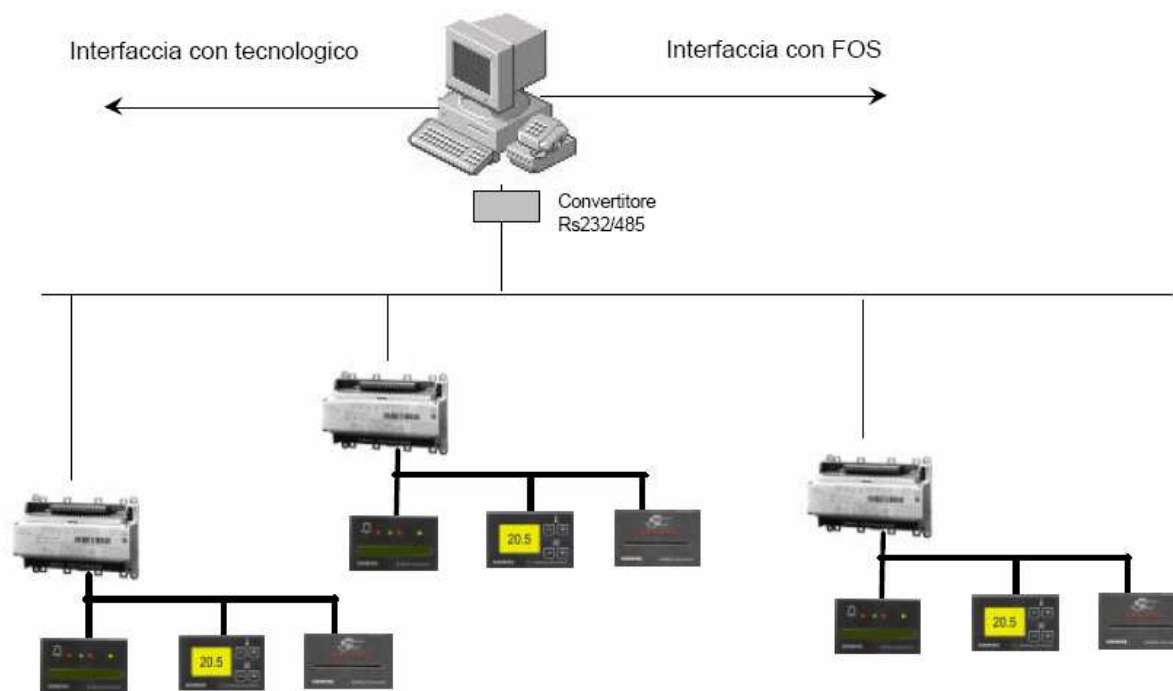 Interfaccia con tecnologico
Interfaccia con FOS
Convertitore
Rs232/485
20.5
20.5
20.5